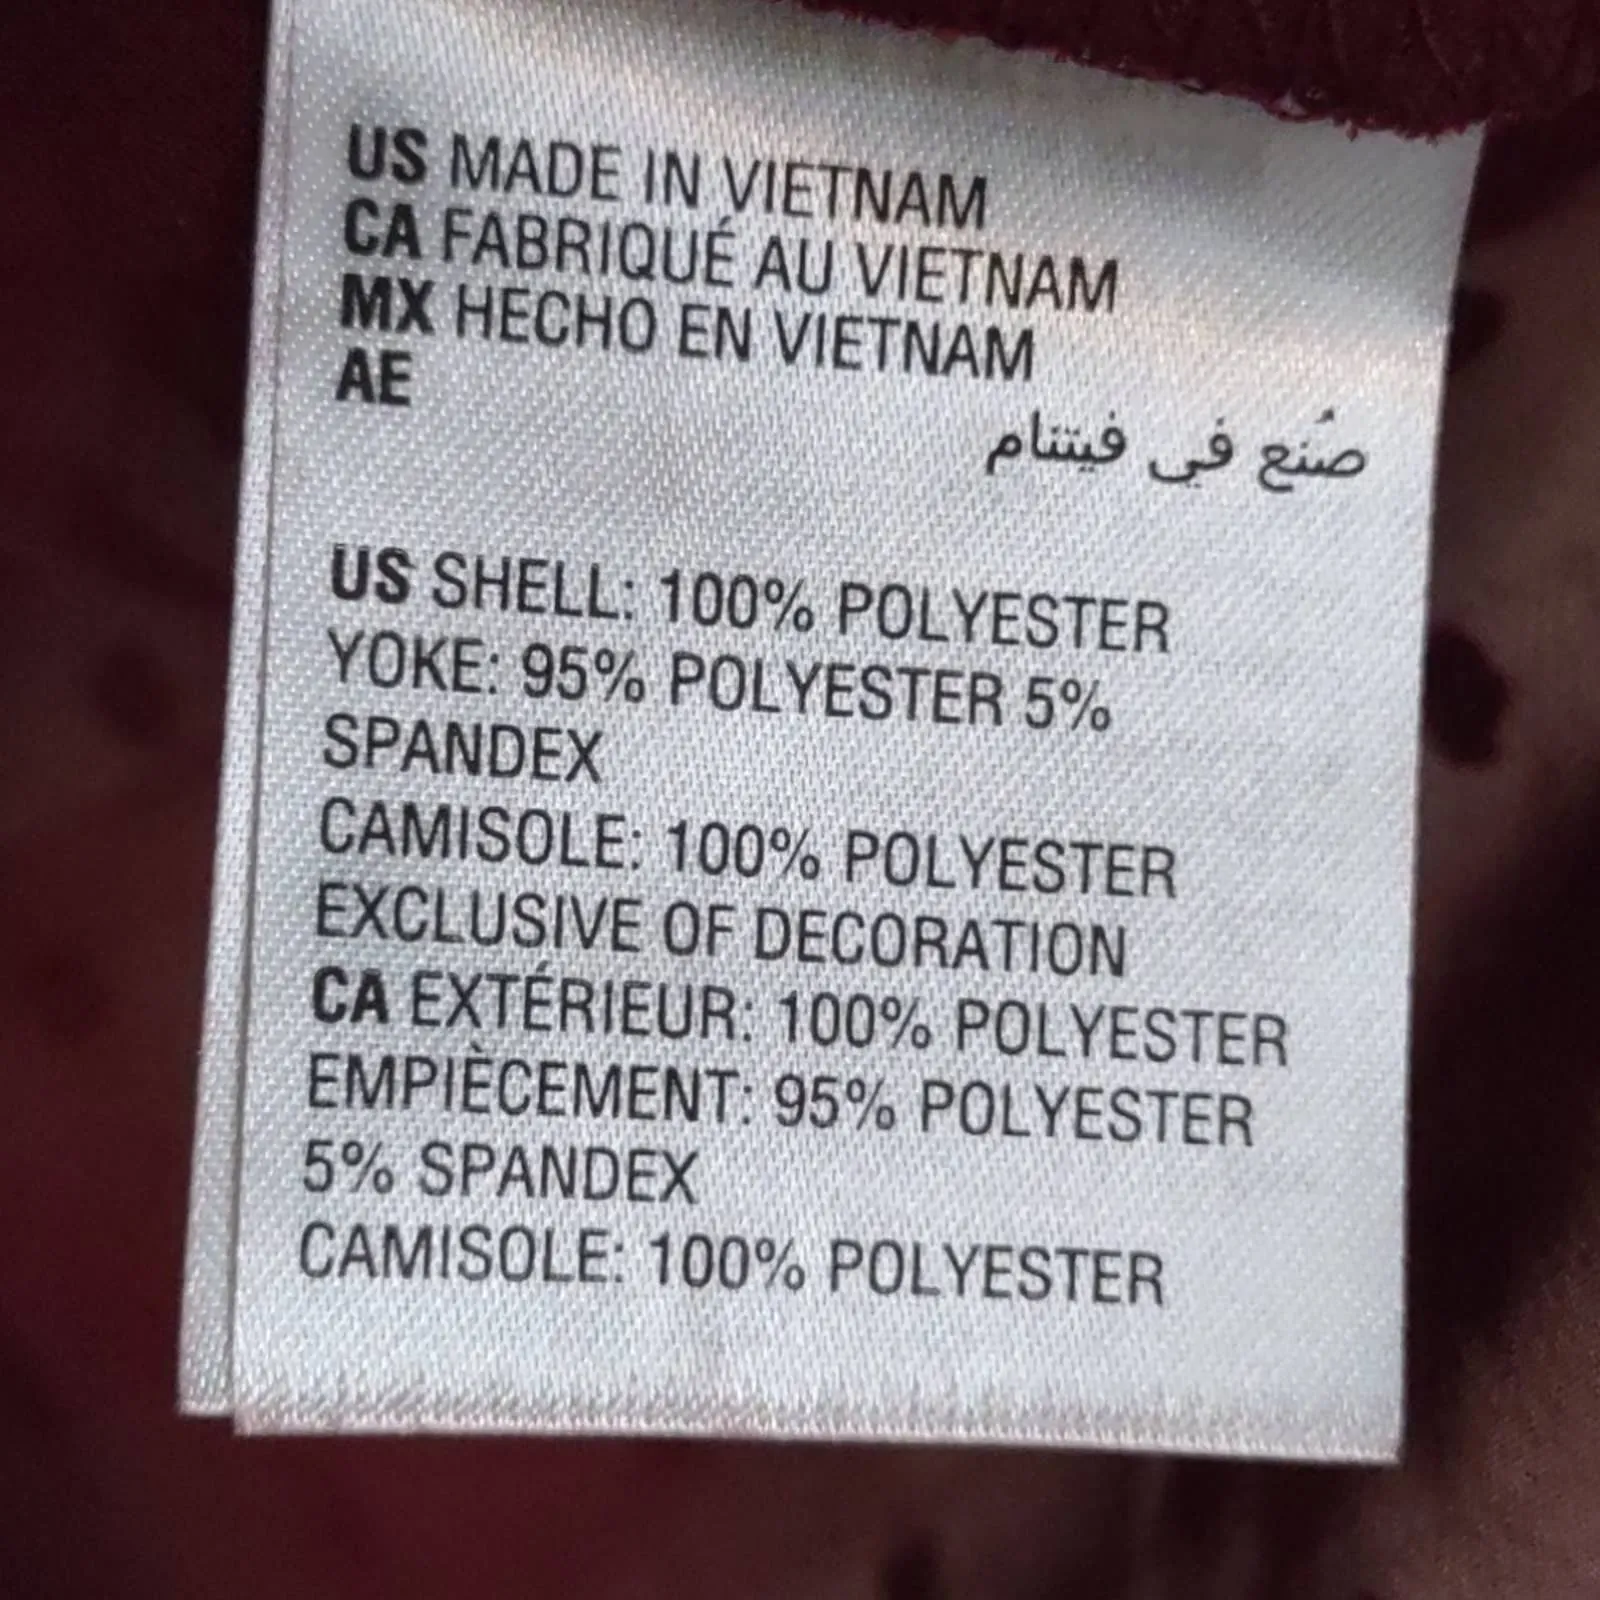 US MADE IN VIETNAM
CA FABRIQUÉ AU VIETNAM
MX HECHO EN VIETNAM
AE
صُنع في فيتنام
US SHELL: 100% POLYESTER
YOKE: 95% POLYESTER 5%
SPANDEX
CAMISOLE: 100% POLYESTER
EXCLUSIVE OF DECORATION
CA EXTÉRIEUR: 100% POLYESTER
EMPIÈCEMENT: 95% POLYESTER
5% SPANDEX
CAMISOLE: 100% POLYESTER